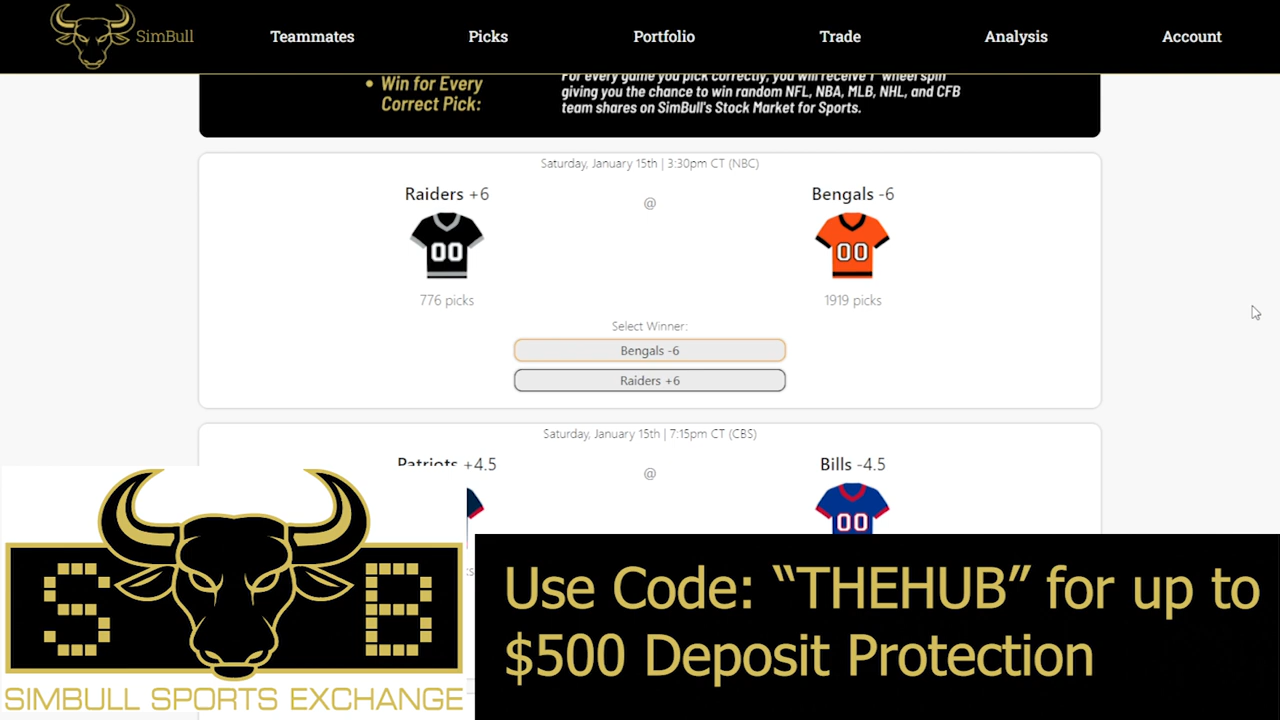 SimBull
Teammates
Picks
Portfolio
Trade
Analysis
Account
• Win for Every
Correct Pick:
For every game you pick correctly, you will receive 1 wheel spin
giving you the chance to win random NFL, NBA, MLB, NHL, and CFB
team shares on SimBull's Stock Market for Sports.
Saturday, January 15th | 3:30pm CT (NBC)
Raiders +6
@
Bengals -6
00
00
776 picks
1919 picks
Select Winner:
Bengals -6
Raiders +6
Saturday, January 15th | 7:15pm CT (CBS)
Patriots +4.5
@
Bills -4.5
00
S B
SIMBULL SPORTS EXCHANGE
Use Code: “THEHUB” for up to
$500 Deposit Protection